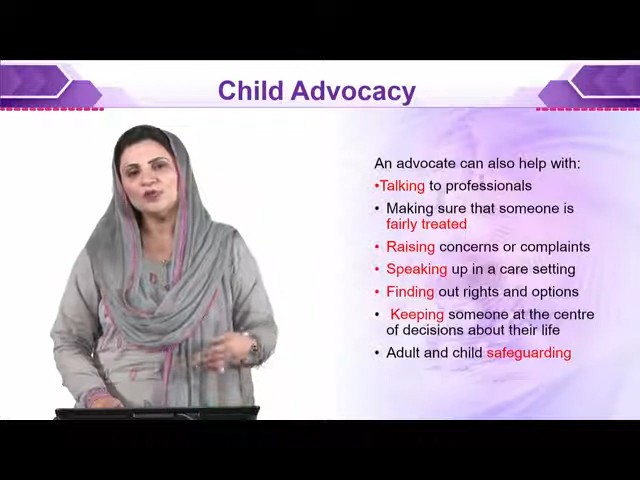 Child Advocacy
An advocate can also help with:
•Talking to professionals
• Making sure that someone is
fairly treated
• Raising concerns or complaints
• Speaking up in a care setting
• Finding out rights and options
• Keeping someone at the centre
of decisions about their life
• Adult and child safeguarding